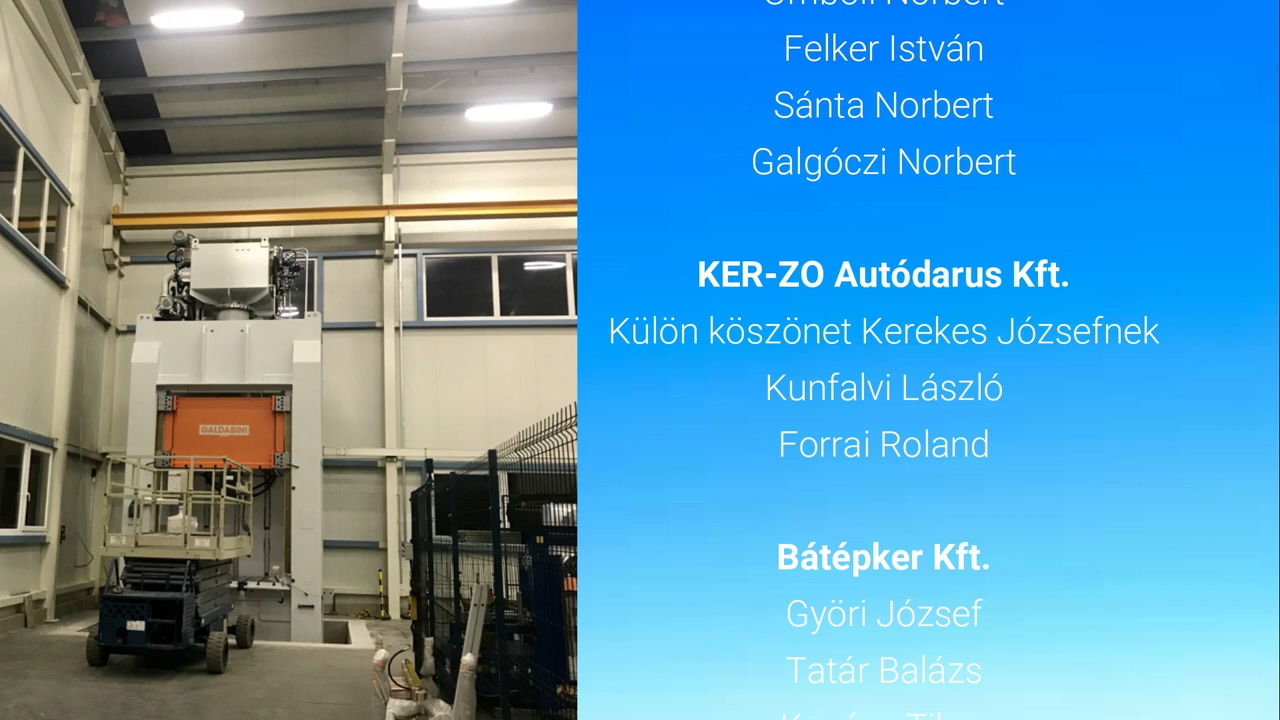 GALDABINI
Norbert
Felker István
Sánta Norbert
Galgóczi Norbert
KER-ZO Autódarus Kft.
Külön köszönet Kerekes Józsefnek
Kunfalvi László
Forrai Roland
Bátépker Kft.
Györi József
Tatár Balázs